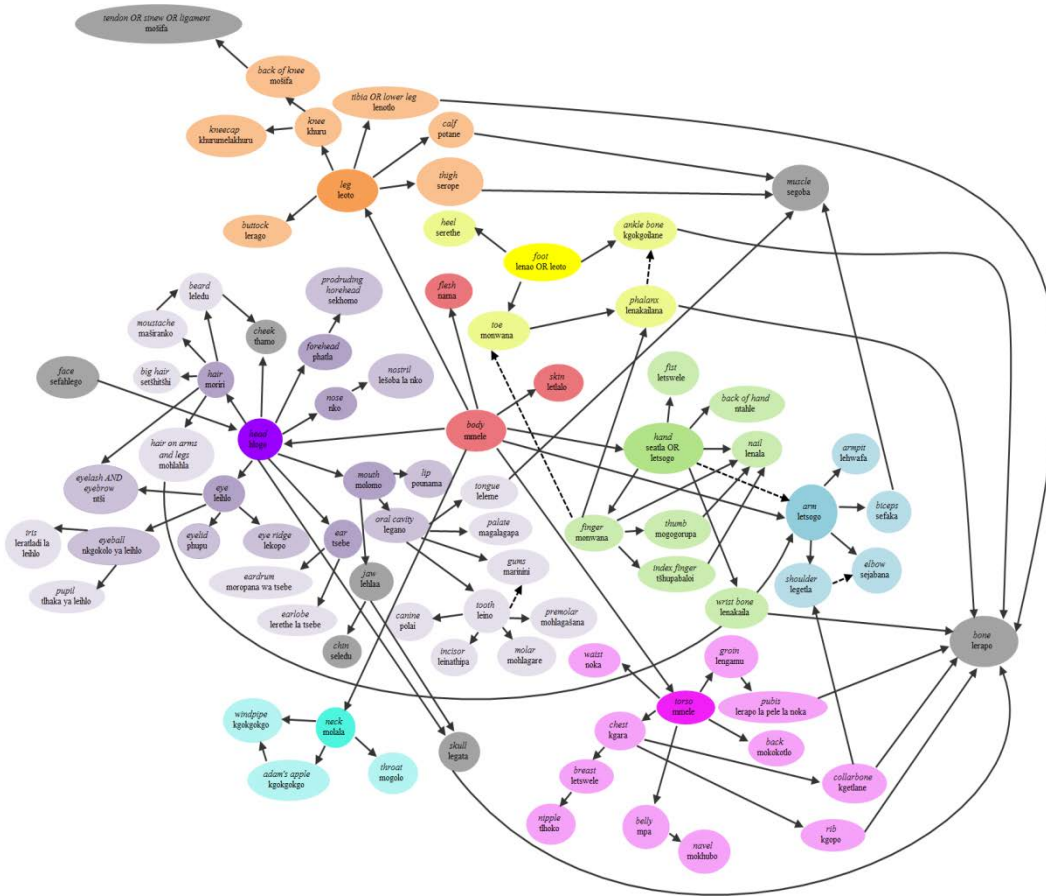 tendon OR sinew OR ligament
mošifa
back of knee
mošifa
tibia OR lower leg
lenotlo
kneecap
khurumelakhuru
knee
khuru
calf
potane
leg
leoto
thigh
serope
muscle
segoba
buttock
lerago
heel
serethe
ankle bone
kgokgoilane
foot
lenao OR leoto
beard
leledu
prodruding
horehead
sekhomo
flesh
nama
phalanx
lenakailana
moustache
maširanko
cheek
thamo
forehead
phatla
toe
monwana
face
sefahlego
big hair
setšhitšhi
hair
moriri
nostril
lešoba la nko
nose
nko
skin
letlalo
fist
letswele
back of hand
ntahle
head
hlogo
body
mmele
hand
seatla OR
letsogo
nail
lenala
hair on arms
and legs
mohlahla
armpit
lehwafa
eyelash AND
eyebrow
ntši
eye
leihlo
mouth
molomo
lip
pounama
tongue
leleme
arm
letsogo
biceps
sefaka
iris
leratladi la
leihlo
eyeball
nkgokolo ya leihlo
eyelid
phupu
eye ridge
lekopo
ear
tsebe
oral cavity
legano
palate
magalagapa
finger
monwana
thumb
mogogorupa
pupil
tlhaka ya leihlo
eardrum
moropana wa tsebe
jaw
lehlaa
gums
marinini
index finger
tšhupabaloi
shoulder
legetla
elbow
sejabana
earlobe
lerethe la tsebe
canine
polai
tooth
leino
premolar
mohlagašana
wrist bone
lenakaila
chin
seledu
incisor
leinathipa
molar
mohlagare
waist
noka
groin
lengamu
bone
lerapo
windpipe
kgokgokgo
neck
molala
torso
mmele
pubis
lerapo la pele la noka
chest
kgara
back
mokokotlo
skull
legata
adam's apple
kgokgokgo
throat
mogolo
breast
letswele
collarbone
kgetlane
nipple
tlhoko
belly
mpa
navel
mokhubo
rib
kgopo